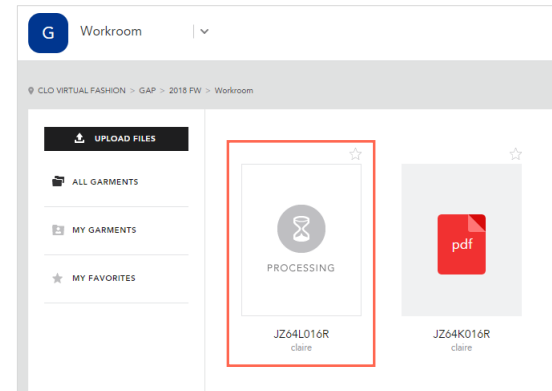 G Workroom
CLO VIRTUAL FASHION > GAP > 2018 FW > Workroom
UPLOAD FILES
ALL GARMENTS
MY GARMENTS
MY FAVORITES
PROCESSING
JZ64L016R
claire
pdf
JZ64K016R
claire